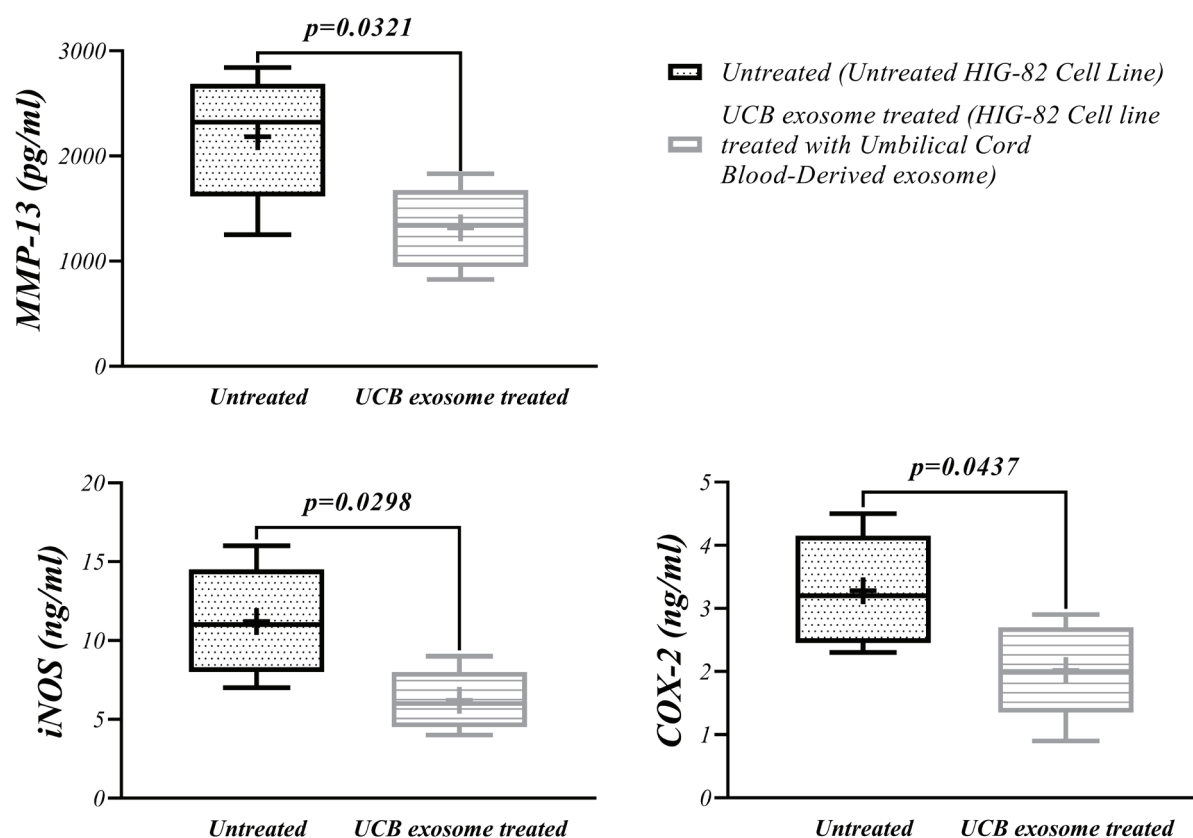 p=0.0321
3000
2000
1000
0
MMP-13 (pg/ml)
Untreated
UCB exosome treated
Untreated (Untreated HIG-82 Cell Line)
UCB exosome treated (HIG-82 Cell line
treated with Umbilical Cord
Blood-Derived exosome)
p=0.0298
20
15
10
5
0
iNOS (ng/ml)
Untreated
UCB exosome treated
p=0.0437
5
4
3
2
1
0
COX-2 (ng/ml)
Untreated
UCB exosome treated